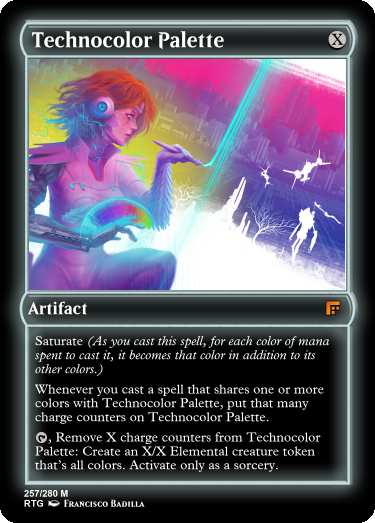 Technocolor Palette X
Artifact
Saturate (As you cast this spell, for each color of mana
spent to cast it, it becomes that color in addition to its
other colors.)
Whenever you cast a spell that shares one or more
colors with Technocolor Palette, put that many
charge counters on Technocolor Palette.
, Remove X charge counters from Technocolor
Palette: Create an X/X Elemental creature token
that's all colors. Activate only as a sorcery.
257/280 M
RTG Francisco Badilla